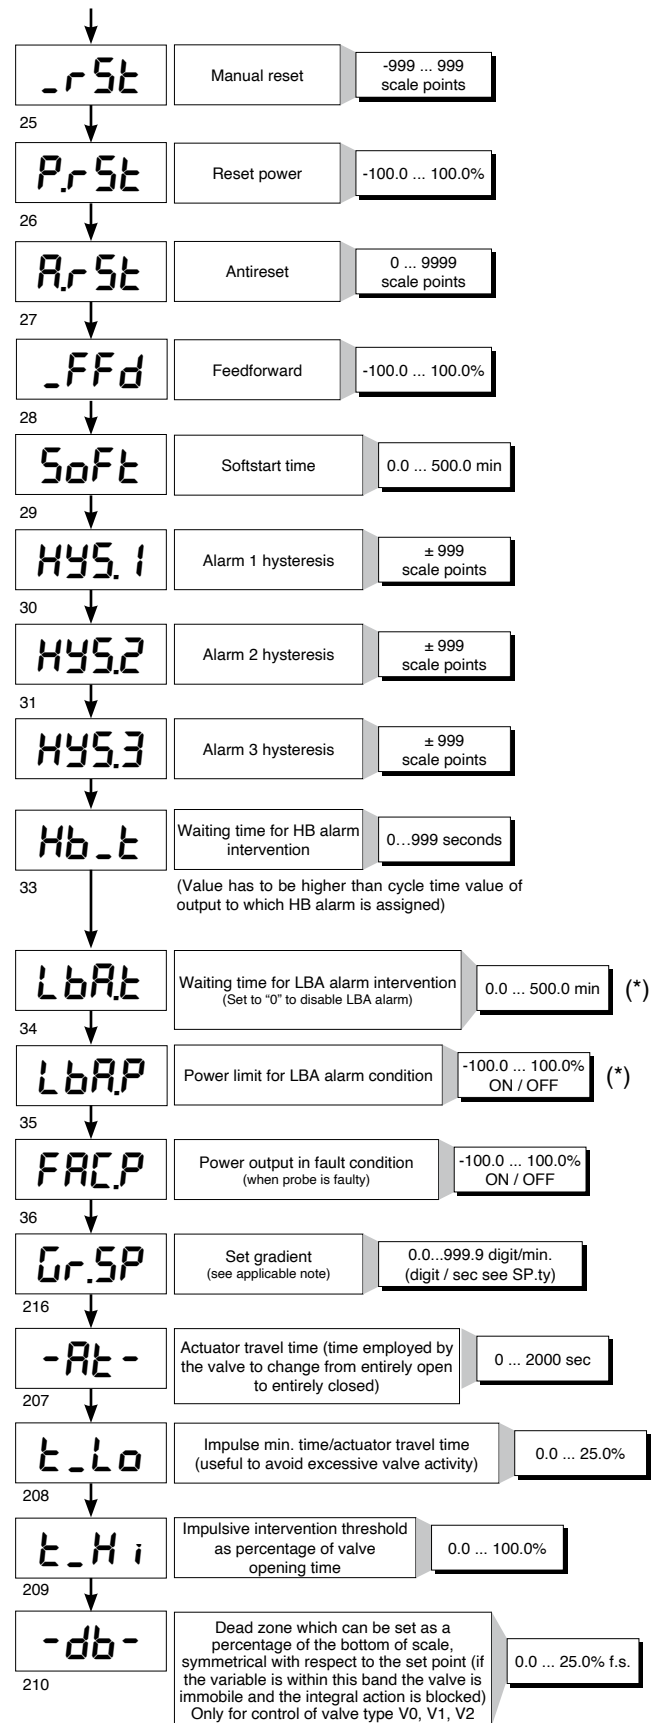 _rSt
Manual reset
-999 ... 999
scale points
25
P.rSt
Reset power
-100.0 ... 100.0%
26
A.rSt
Antireset
0 ... 9999
scale points
27
_FFd
Feedforward
-100.0 ... 100.0%
28
SoFt
Softstart time
0.0 ... 500.0 min
29
HYS.1
Alarm 1 hysteresis
± 999
scale points
30
HYS.2
Alarm 2 hysteresis
± 999
scale points
31
HYS.3
Alarm 3 hysteresis
± 999
scale points
Hb_t
Waiting time for HB alarm
intervention
0...999 seconds
33
(Value has to be higher than cycle time value of
output to which HB alarm is assigned)
LbA.t
Waiting time for LBA alarm intervention
(Set to “0” to disable LBA alarm)
0.0 ... 500.0 min
(*)
34
LbA.P
Power limit for LBA alarm condition
-100.0 ... 100.0%
ON / OFF
(*)
35
FAC.P
Power output in fault condition
(when probe is faulty)
-100.0 ... 100.0%
ON / OFF
36
Gr.SP
Set gradient
(see applicable note)
0.0...999.9 digit/min.
(digit / sec see SP.ty)
216
-At-
Actuator travel time (time employed by
the valve to change from entirely open
to entirely closed)
0 ... 2000 sec
207
t_Lo
Impulse min. time/actuator travel time
(useful to avoid excessive valve activity)
0.0 ... 25.0%
208
t_Hi
Impulsive intervention threshold
as percentage of valve
opening time
0.0 ... 100.0%
209
-db-
Dead zone which can be set as a
percentage of the bottom of scale,
symmetrical with respect to the set point (if
the variable is within this band the valve is
immobile and the integral action is blocked)
Only for control of valve type V0, V1, V2
0.0 ... 25.0% f.s.
210